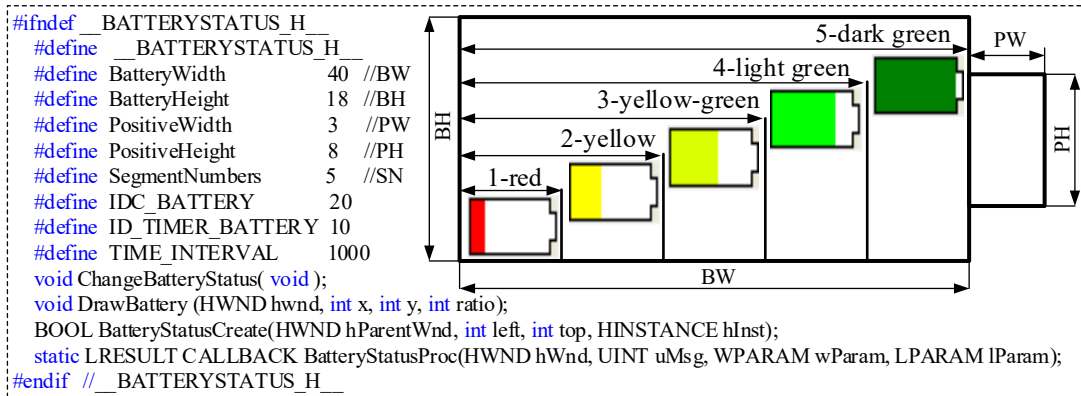 #ifndef __BATTERYSTATUS_H__
#define __BATTERYSTATUS_H__
#define BatteryWidth 40 //BW
#define BatteryHeight 18 //BH
#define PositiveWidth 3 //PW
#define PositiveHeight 8 //PH
#define SegmentNumbers 5 //SN
#define IDC_BATTERY 20
#define ID_TIMER_BATTERY 10
#define TIME_INTERVAL 1000
void ChangeBatteryStatus( void );
void DrawBattery (HWND hwnd, int x, int y, int ratio);
BOOL BatteryStatusCreate(HWND hParentWnd, int left, int top, HINSTANCE hInst);
static LRESULT CALLBACK BatteryStatusProc(HWND hWnd, UINT uMsg, WPARAM wParam, LPARAM lParam);
#endif //__BATTERYSTATUS_H__
5-dark green
PW
4-light green
3-yellow-green
BH
PH
2-yellow
1-red
BW